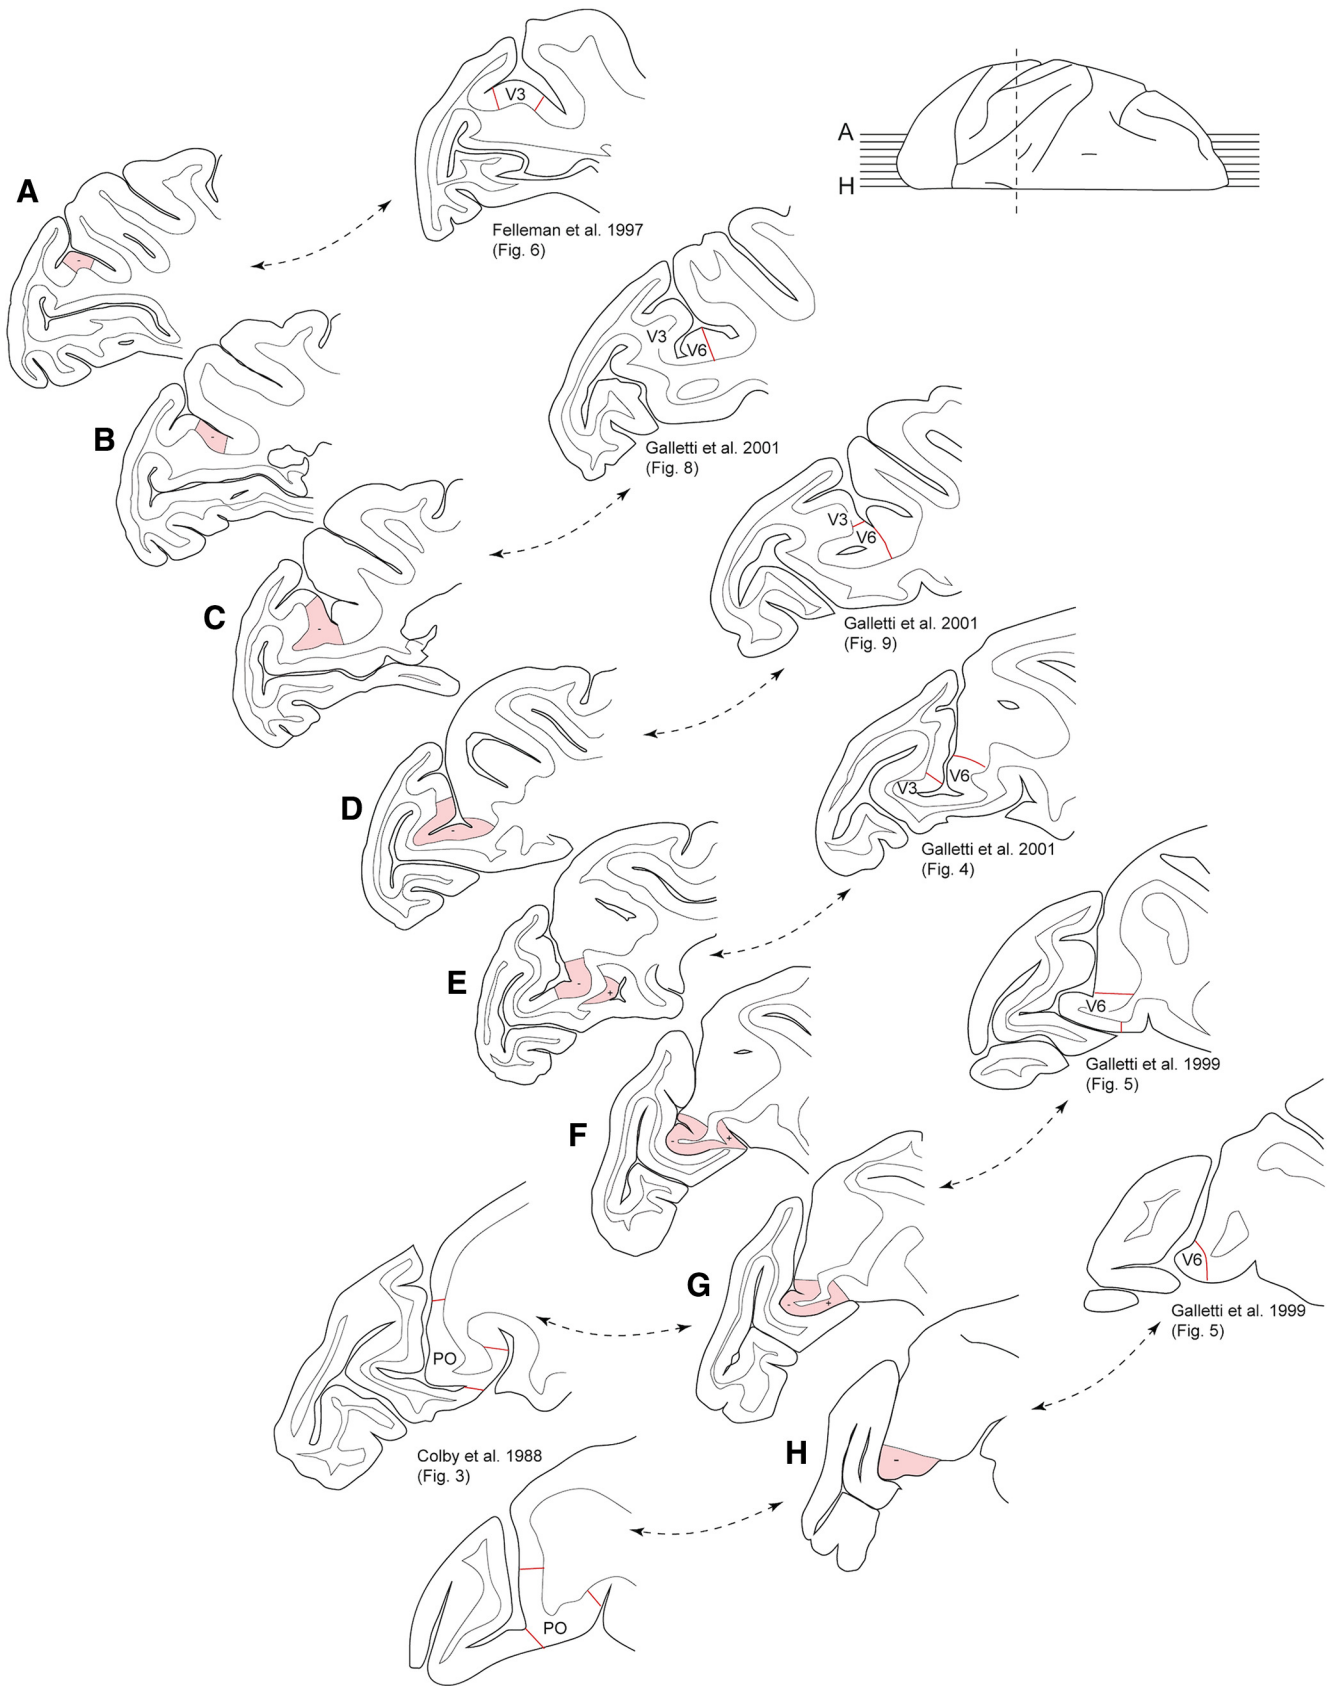 V3
A
H
A
Felleman et al. 1997
(Fig. 6)
-
V3
V6
B
-
Galletti et al. 2001
(Fig. 8)
V3
V6
C
-
Galletti et al. 2001
(Fig. 9)
V3
V6
D
-
Galletti et al. 2001
(Fig. 4)
E
-
+
V6
Galletti et al. 1999
(Fig. 5)
F
-
+
V6
G
-
+
Galletti et al. 1999
(Fig. 5)
PO
Colby et al. 1988
(Fig. 3)
H
-
PO